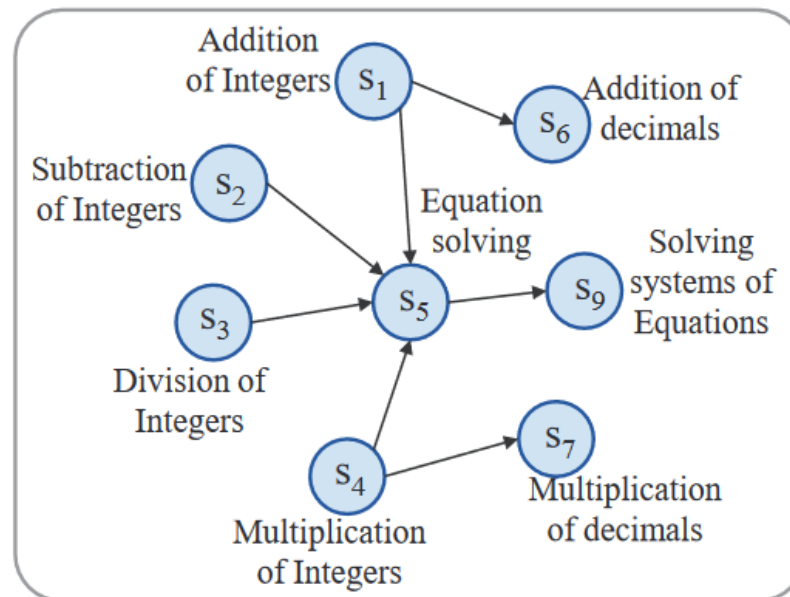 Addition
of Integers
s1
s6
Addition of
decimals
Subtraction
of Integers
s2
Equation
solving
s5
s9
Solving
systems of
Equations
s3
Division of
Integers
s4
Multiplication
of Integers
s7
Multiplication
of decimals